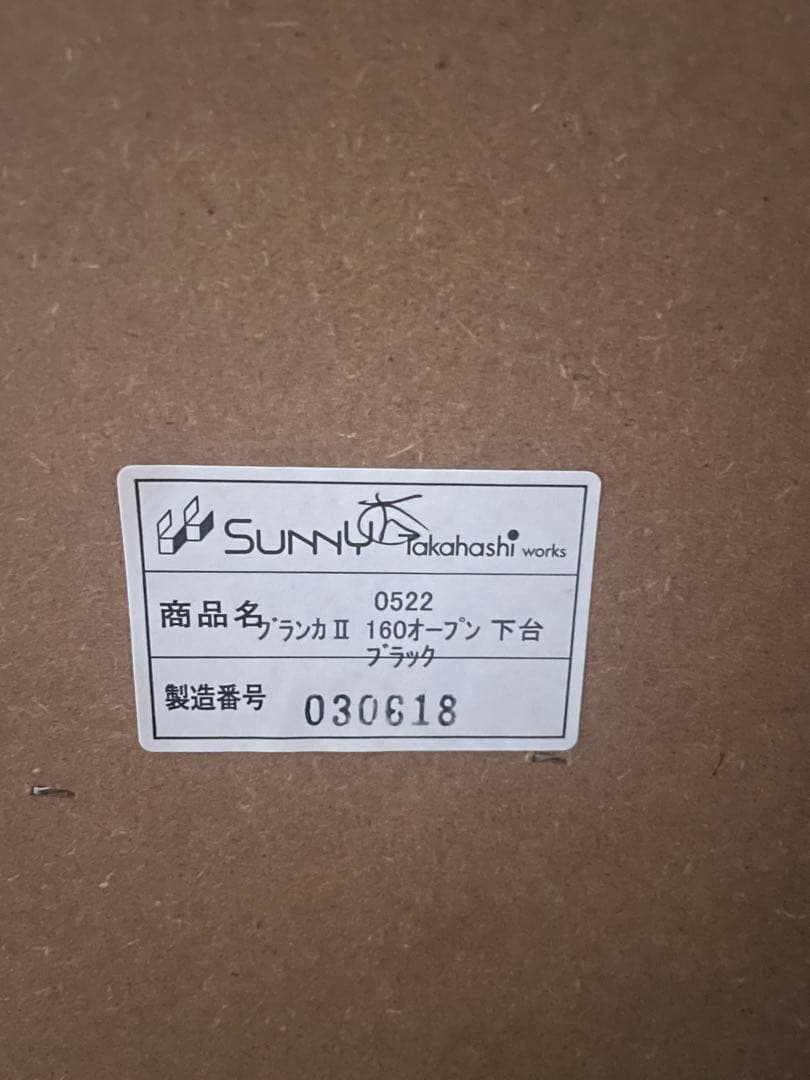 SUNNY Takahashi works
商品名
0522
ブランカⅡ 160オープン 下台
ブラック
製造番号 030618